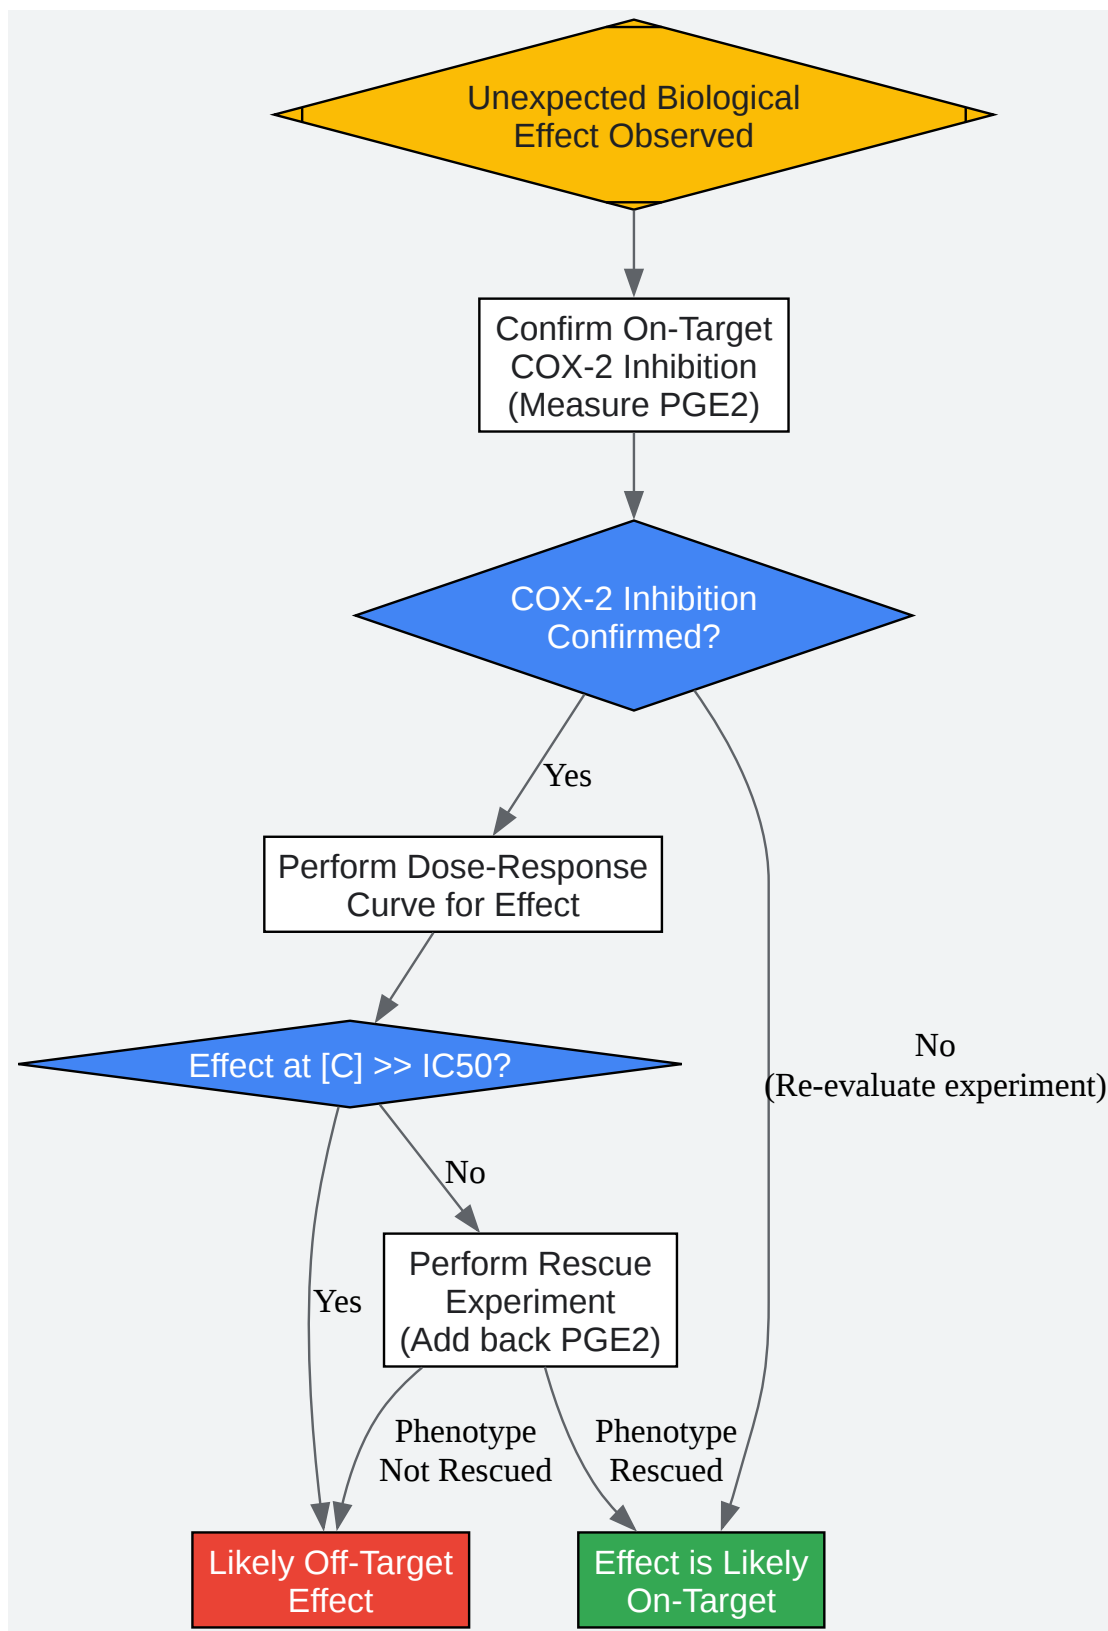 Unexpected Biological
Effect Observed
Confirm On-Target
COX-2 Inhibition
(Measure PGE2)
COX-2 Inhibition
Confirmed?
Yes
Perform Dose-Response
Curve for Effect
No
(Re-evaluate experiment)
Effect at [C] >> IC50?
No
Yes
Perform Rescue
Experiment
(Add back PGE2)
Phenotype
Not Rescued
Phenotype
Rescued
Likely Off-Target
Effect
Effect is Likely
On-Target